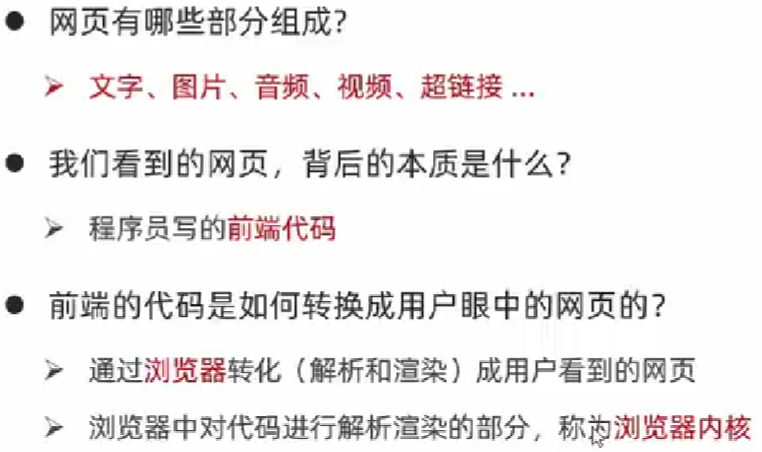 ● 网页有哪些部分组成?
➢ 文字、图片、音频、视频、超链接 ...
● 我们看到的网页，背后的本质是什么?
➢ 程序员写的前端代码
● 前端的代码是如何转换成用户眼中的网页的?
➢ 通过浏览器转化（解析和渲染）成用户看到的网页
➢ 浏览器中对代码进行解析渲染的部分，称为浏览器内核